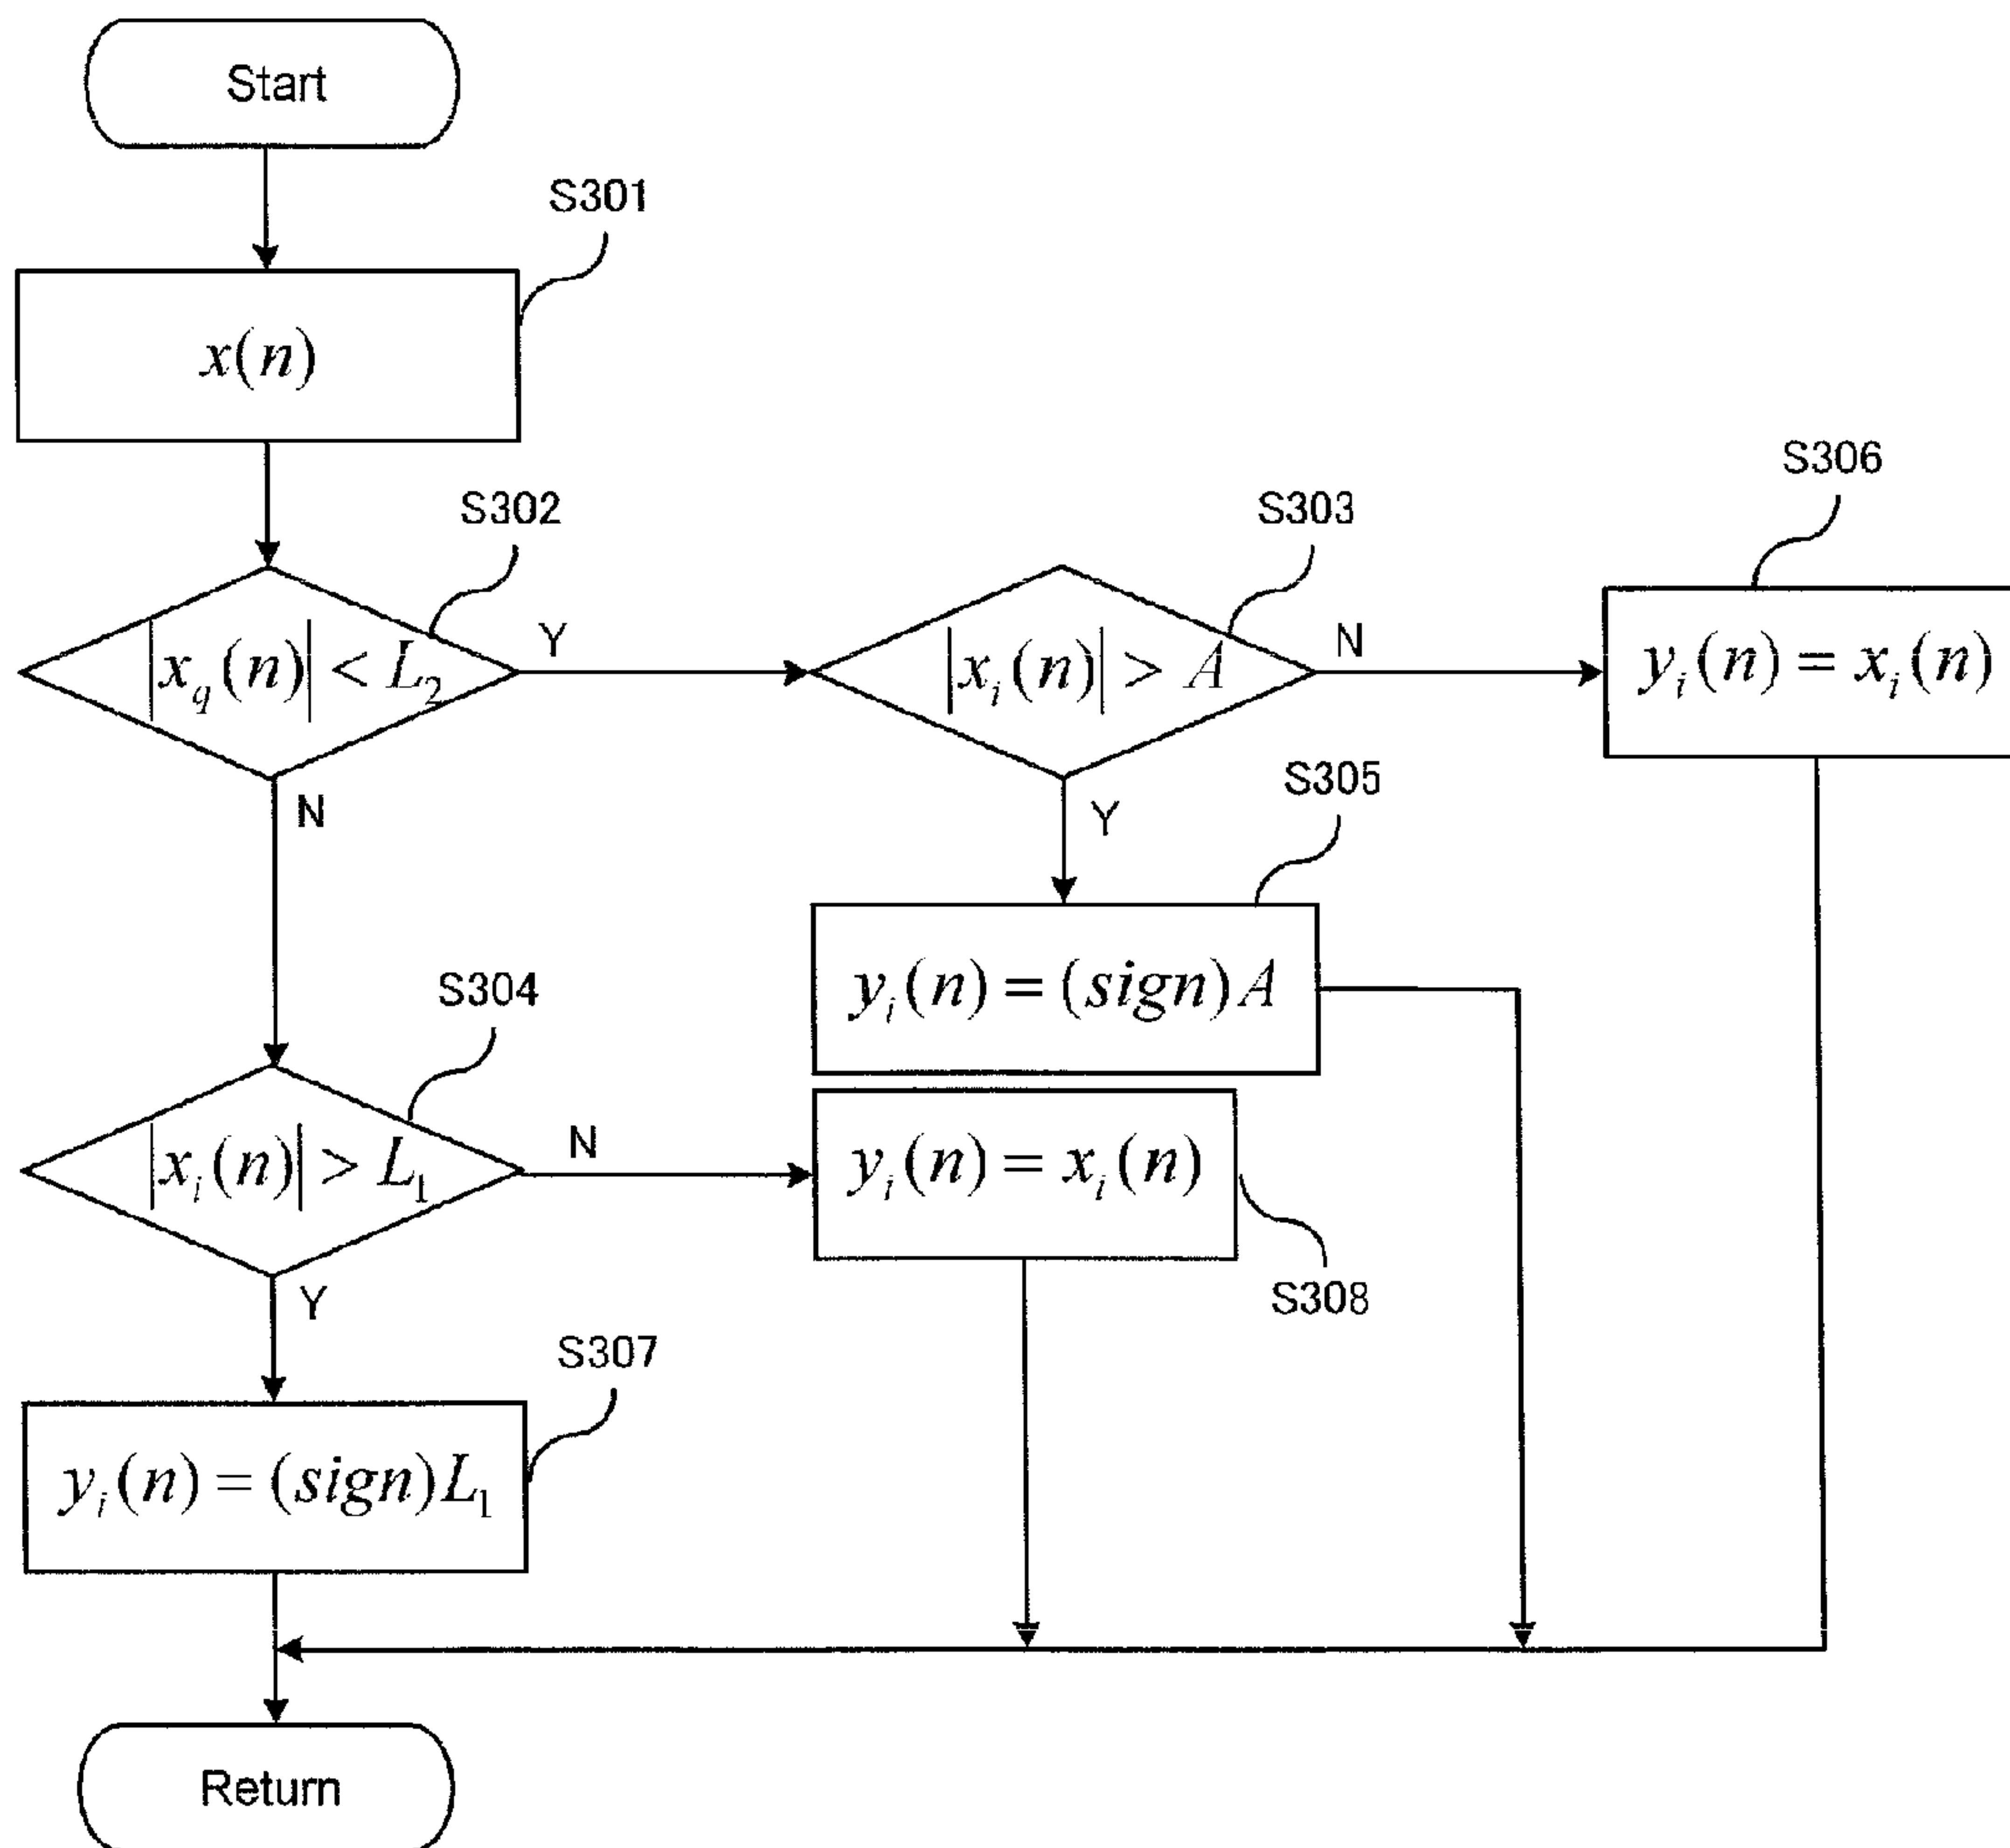 Start
S301
x(n)
S302
S303
S306
|x_q(n)| < L_2
Y
|x_i(n)| > A
N
y_i(n) = x_i(n)
N
Y
S305
y_i(n) = (sign)A
S304
|x_i(n)| > L_1
N
y_i(n) = x_i(n)
S308
Y
S307
y_i(n) = (sign)L_1
Return